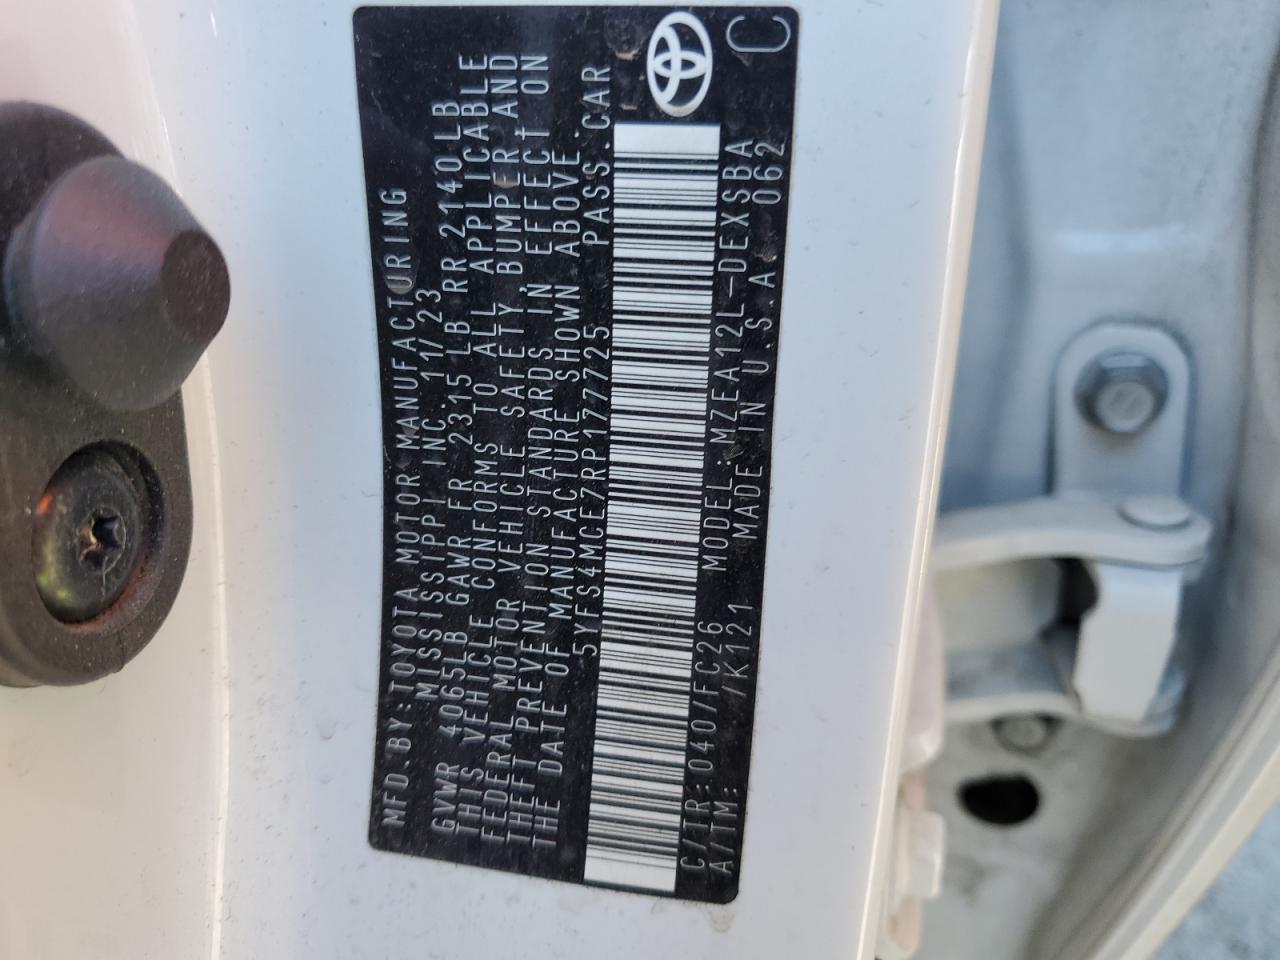 MFD.BY:TOYOTA MOTOR MANUFACTURING
MISSISSIPPI INC. 11/23
GVWR 4065LB GAWR FR 2315 LB RR 2140LB
THIS VEHICLE CONFORMS TO ALL APPLICABLE
FEDERAL MOTOR VEHICLE SAFETY, BUMPER AND
THEFT PREVENTION STANDARDS IN EFFECT ON
THE DATE OF MANUFACTURE SHOWN ABOVE.
5YFS4MCE7RP177725 PASS.CAR
C/TR:040/FC26 MODEL:MZEA12L-DEXSBA
A/TM: /K121 MADE IN U.S.A. 062
C